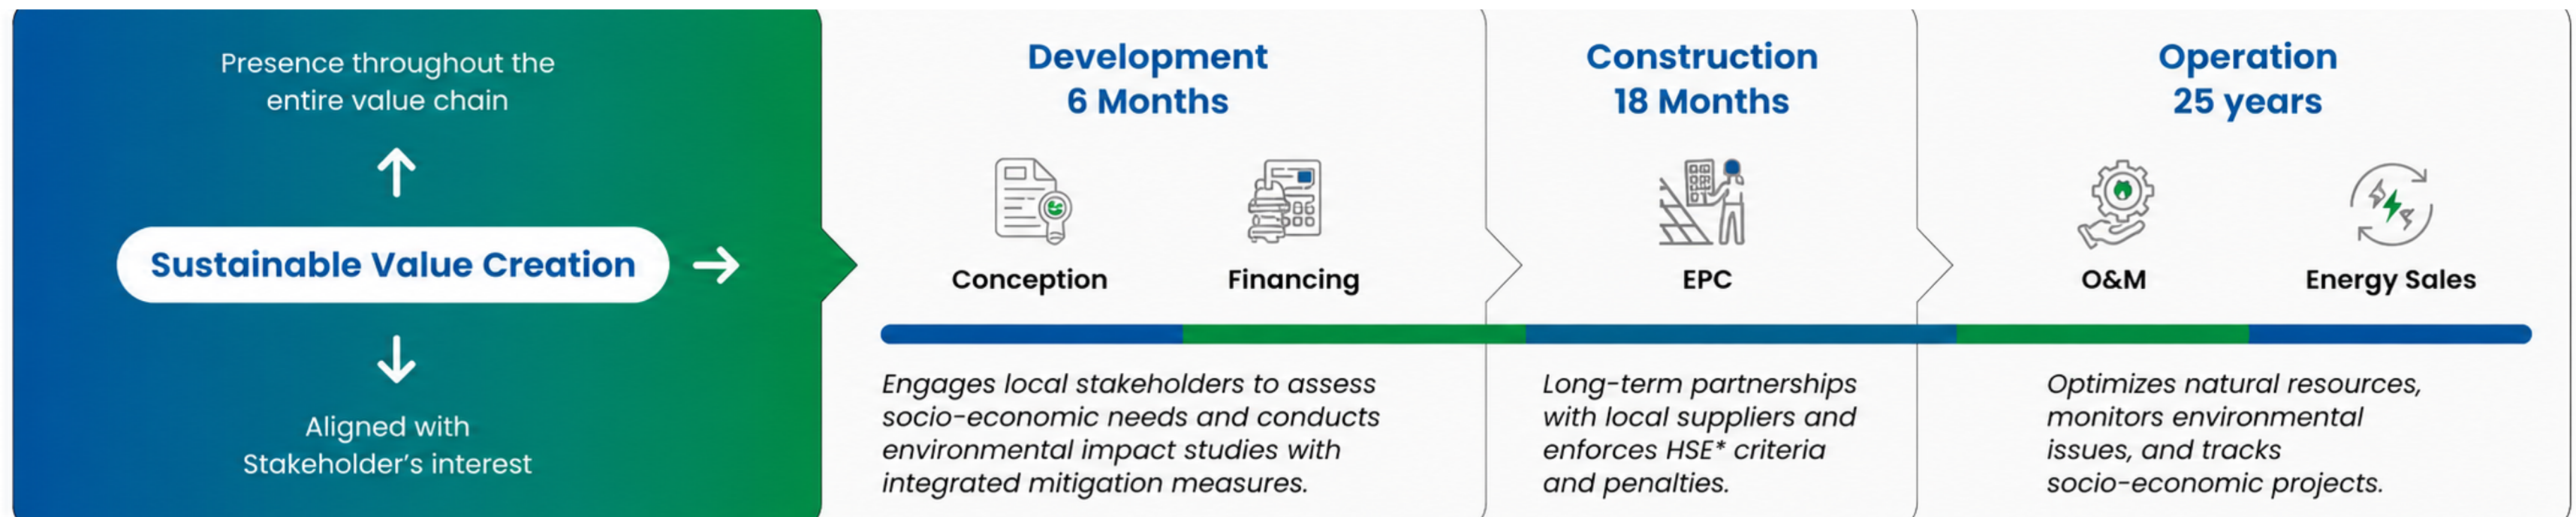 Presence throughout the
entire value chain
Sustainable Value Creation
Aligned with
Stakeholder's interest
Development
6 Months
Conception
Financing
Engages local stakeholders to assess
socio-economic needs and conducts
environmental impact studies with
integrated mitigation measures.
Construction
18 Months
EPC
Long-term partnerships
with local suppliers and
enforces HSE* criteria
and penalties.
Operation
25 years
O&M
Energy Sales
Optimizes natural resources,
monitors environmental
issues, and tracks
socio-economic projects.